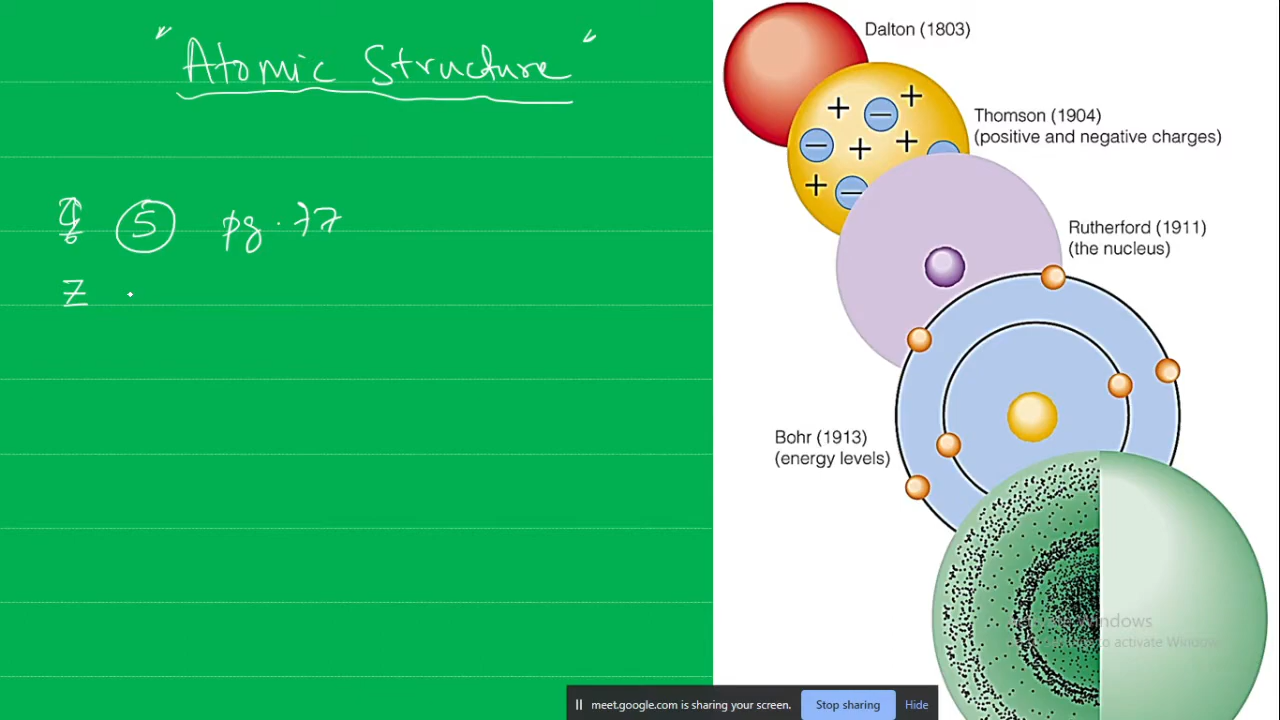 "Atomic Structure"
5 pg. 77
Z
Dalton (1803)
Thomson (1904)
(positive and negative charges)
Rutherford (1911)
(the nucleus)
Bohr (1913)
(energy levels)
meet.google.com is sharing your screen.
Stop sharing
Hide